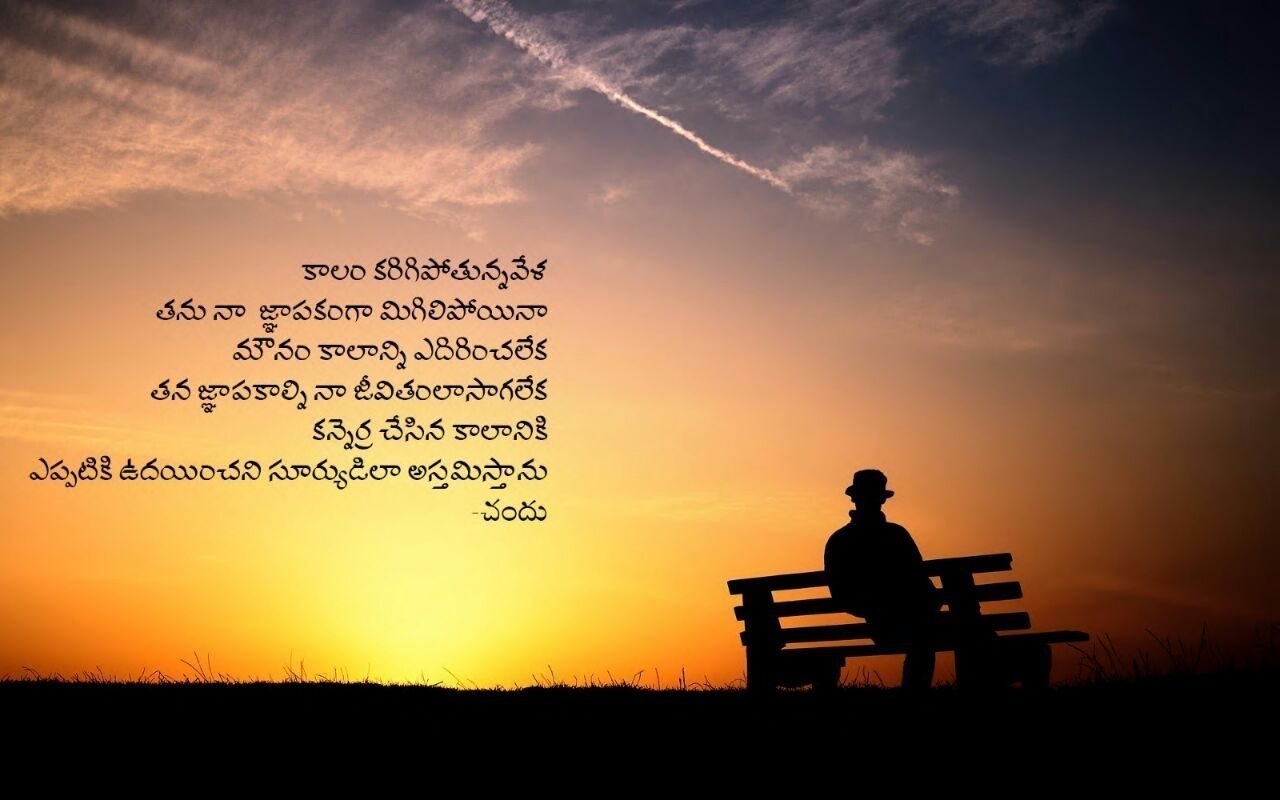 కాలం కరిగిపోతున్నవేళ
తను నా జ్ఞాపకంగా మిగిలిపోయినా
మౌనం కాలాన్ని ఎదిరించలేక
తన జ్ఞాపకాల్ని నా జీవితంలాసాగలేక
కన్నెర్ర చేసిన కాలానికి
ఎప్పటికి ఉదయించని సూర్యుడిలా అస్తమిస్తాను
-చందు